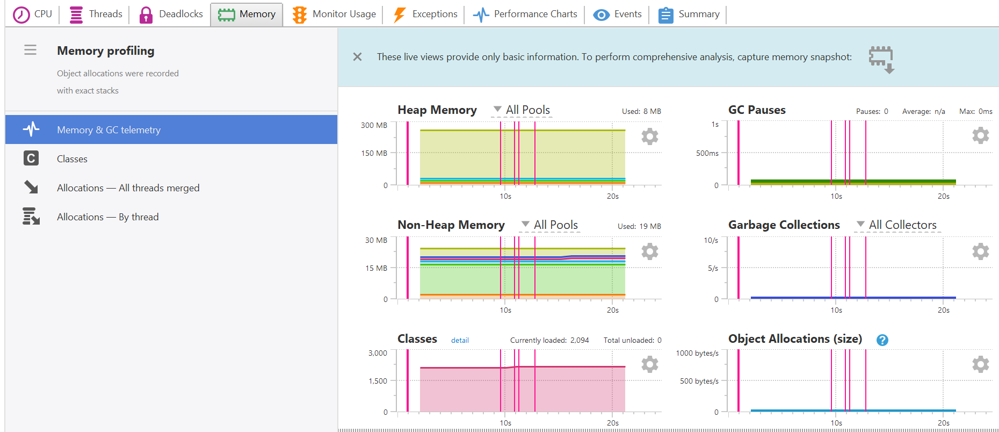 CPU Threads Deadlocks Memory Monitor Usage Exceptions Performance Charts Events Summary
Memory profiling
Object allocations were recorded
with exact stacks
Memory & GC telemetry
C Classes
Allocations — All threads merged
Allocations — By thread
These live views provide only basic information. To perform comprehensive analysis, capture memory snapshot:
Heap Memory All Pools Used: 8 MB
300 MB
150 MB
0
10s 20s
GC Pauses Pauses: 0 Average: n/a Max: 0ms
1s
500ms
0
10s 20s
Non-Heap Memory All Pools Used: 19 MB
30 MB
15 MB
0
10s 20s
Garbage Collections All Collectors
10/s
5/s
0
10s 20s
Classes detail Currently loaded: 2,094 Total unloaded: 0
3,000
1,500
0
10s 20s
Object Allocations (size) ?
1000 bytes/s
500 bytes/s
0
10s 20s